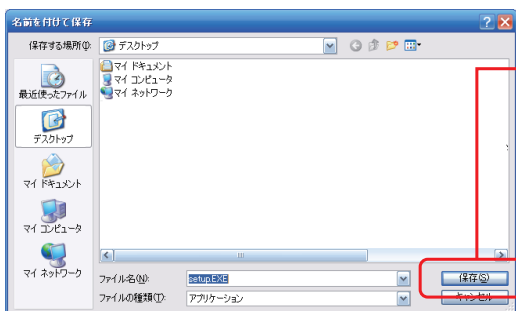 名前を付けて保存
保存する場所(I):
デスクトップ
マイ ドキュメント
マイ コンピュータ
マイ ネットワーク
最近使ったファイル
デスクトップ
マイ ドキュメント
マイ コンピュータ
マイ ネットワーク
ファイル名(N):
setup.EXE
保存(S)
ファイルの種類(T):
アプリケーション
キャンセル